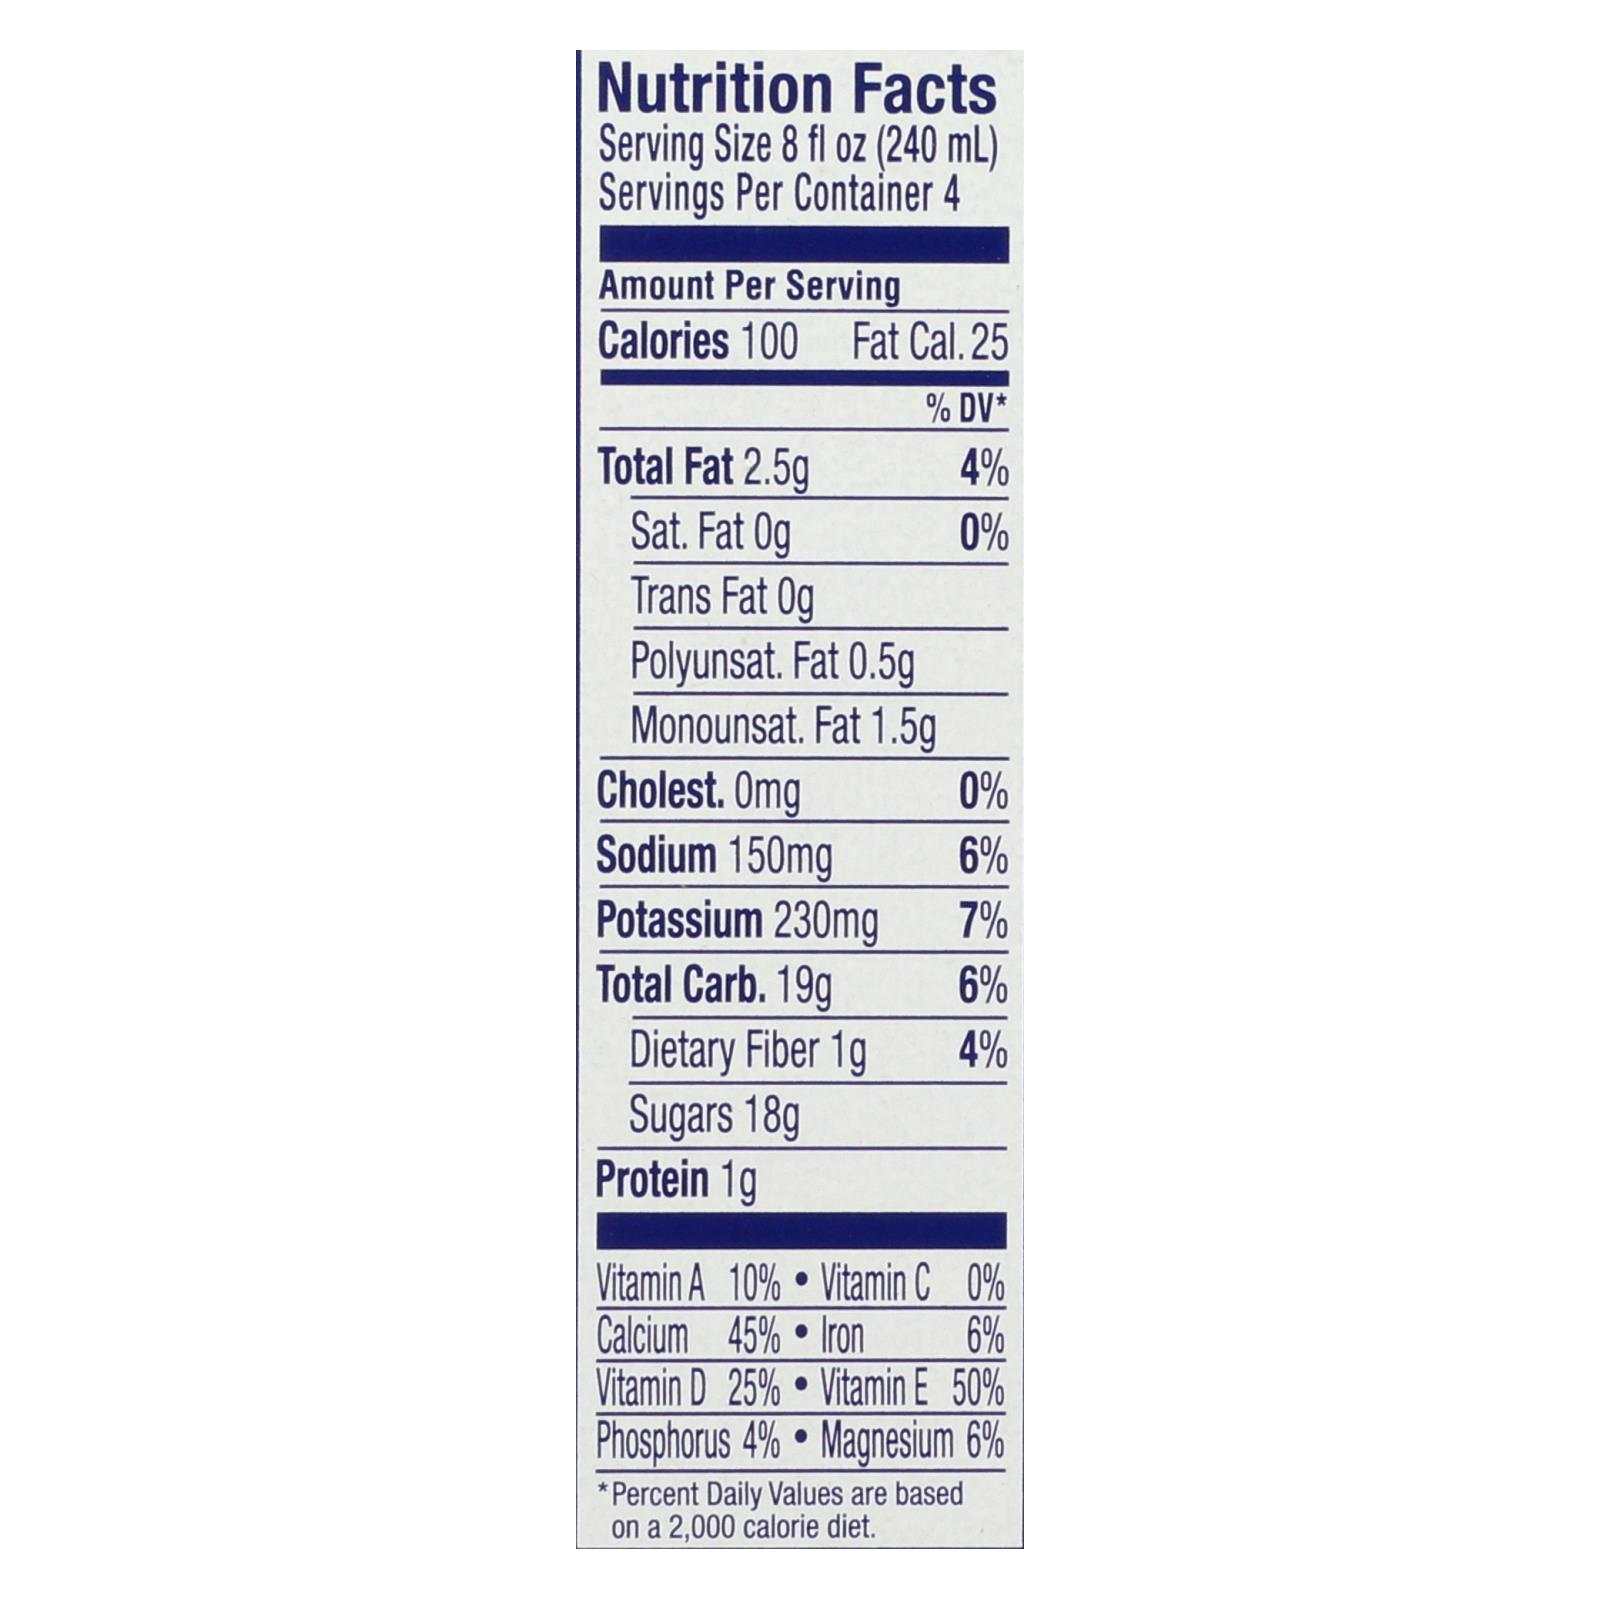 Nutrition Facts
Serving Size 8 fl oz (240 mL)
Servings Per Container 4
Amount Per Serving
Calories 100 Fat Cal. 25
% DV*
Total Fat 2.5g 4%
Sat. Fat 0g 0%
Trans Fat 0g
Polyunsat. Fat 0.5g
Monounsat. Fat 1.5g
Cholest. 0mg 0%
Sodium 150mg 6%
Potassium 230mg 7%
Total Carb. 19g 6%
Dietary Fiber 1g 4%
Sugars 18g
Protein 1g
Vitamin A 10% • Vitamin C 0%
Calcium 45% • Iron 6%
Vitamin D 25% • Vitamin E 50%
Phosphorus 4% • Magnesium 6%
*Percent Daily Values are based
on a 2,000 calorie diet.